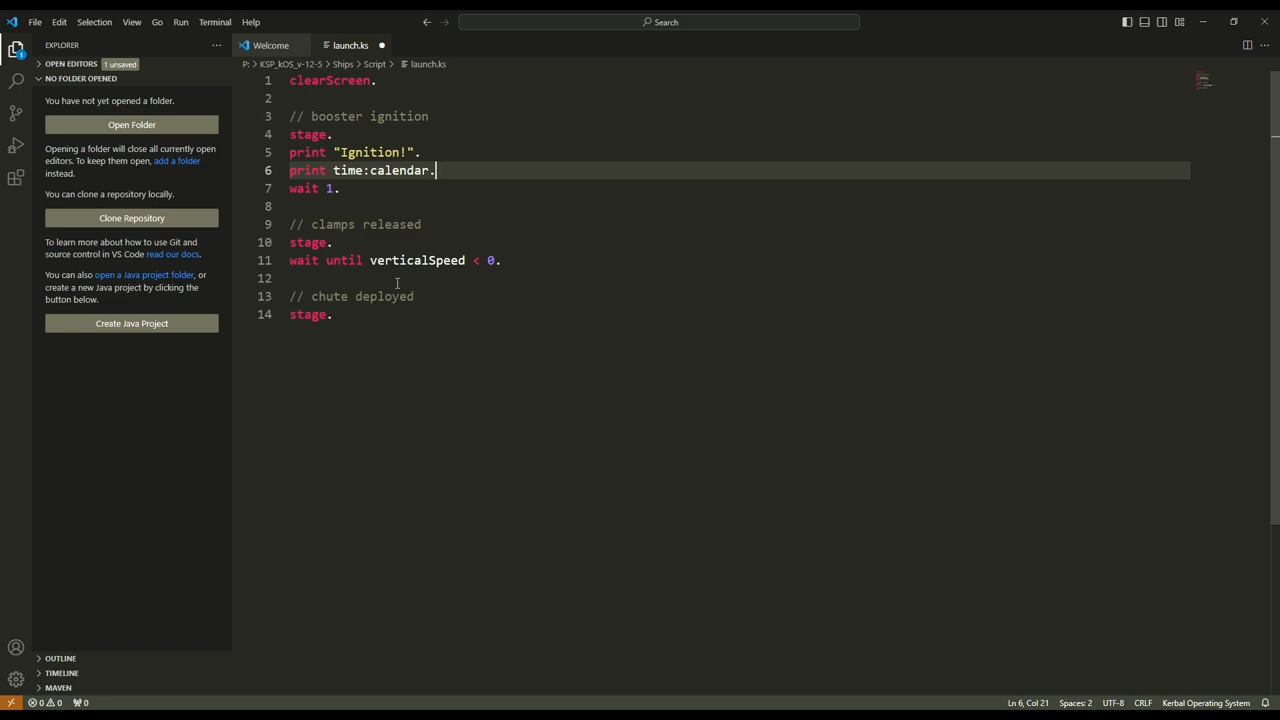 File Edit Selection View Go Run Terminal Help
Search
EXPLORER
Welcome
launch.ks
OPEN EDITORS 1 unsaved
P: > KSP_kOS_v-12-5 > Ships > Script > launch.ks
NO FOLDER OPENED
1
You have not yet opened a folder.
Open Folder
Opening a folder will close all currently open
editors. To keep them open, add a folder
instead.
You can clone a repository locally.
Clone Repository
To learn more about how to use Git and
source control in VS Code read our docs.
You can also open a Java project folder, or
create a new Java project by clicking the
button below.
Create Java Project
1 clearScreen.
2
3 // booster ignition
4 stage.
5 print "Ignition!".
6 print time:calendar.
7 wait 1.
8
9 // clamps released
10 stage.
11 wait until verticalSpeed < 0.
12
13 // chute deployed
14 stage.
OUTLINE
TIMELINE
MAVEN
0 0 0
Ln 6, Col 21 Spaces: 2 UTF-8 CRLF Kerbal Operating System